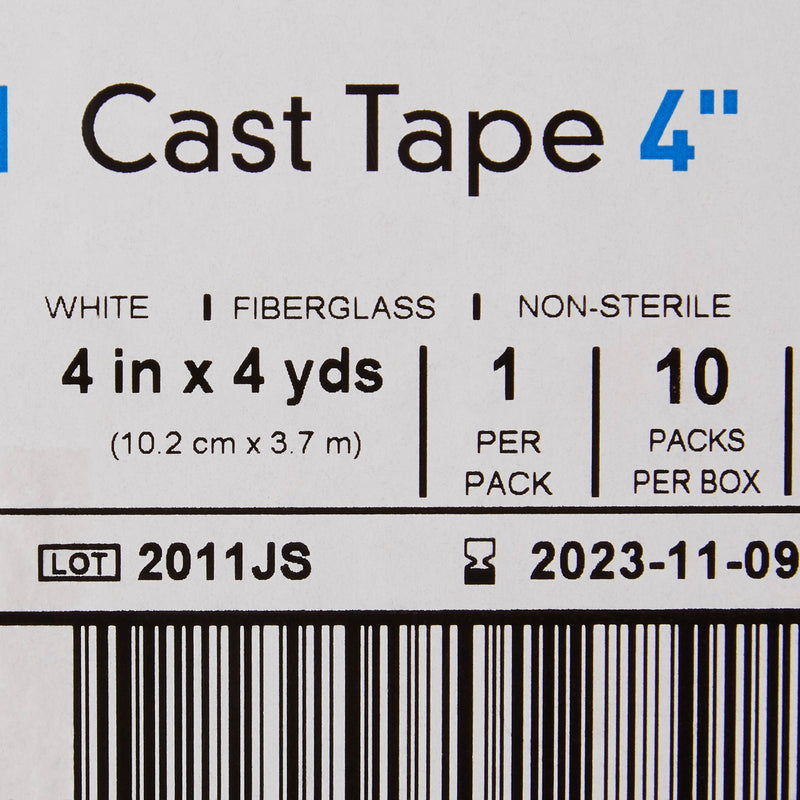 Cast Tape 4"
WHITE | FIBERGLASS | NON-STERILE
4 in x 4 yds
(10.2 cm x 3.7 m)
1
PER
PACK
10
PACKS
PER BOX
LOT 2011JS
2023-11-09